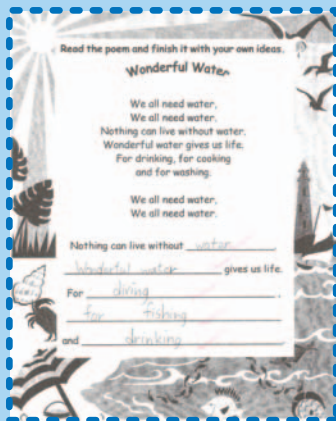 Read the poem and finish it with your own ideas.
Wonderful Water
We all need water,
We all need water.
Nothing can live without water.
Wonderful water gives us life.
For drinking, for cooking
and for washing.
We all need water,
We all need water.
Nothing can live without water
Wonderful water gives us life.
For diving,
for fishing
and drinking.